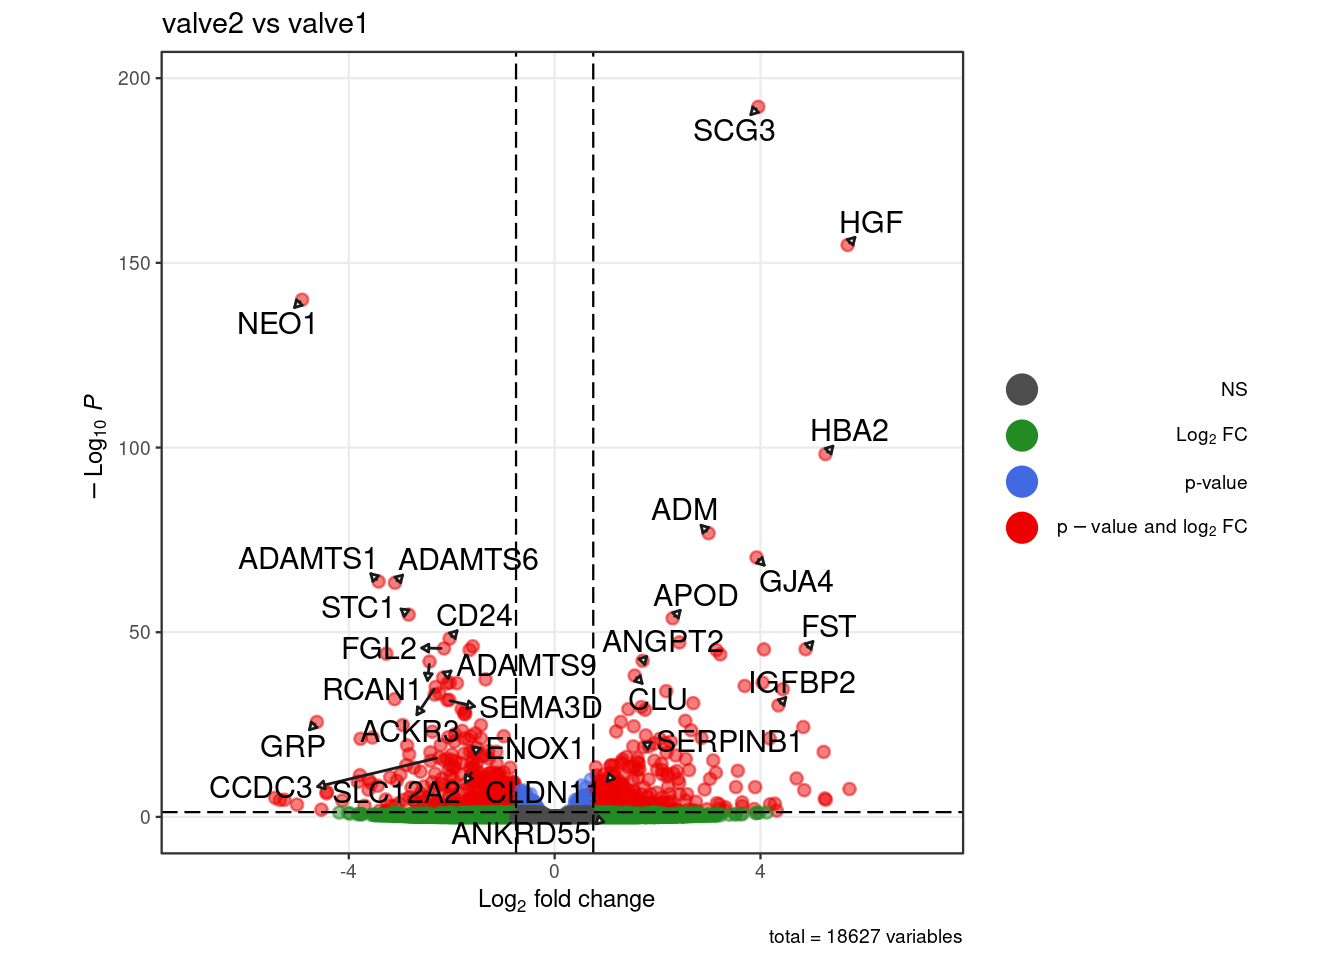 valve2 vs valve1
200
150
100
50
0
− Log₁₀ P
SCG3
HGF
NEO1
HBA2
ADM
ADAMTS1
ADAMTS6
GJA4
STC1
CD24
APOD
FST
FGL2
ANGPT2
ADAMTS9
RCAN1
CLU
IGFBP2
SEMA3D
ACKR3
SERPINB1
GRP
ENOX1
CCDC3
SLC12A2
CLDN11
ANKRD55
-4
0
4
Log₂ fold change
total = 18627 variables
NS
Log₂ FC
p-value
p − value and log₂ FC